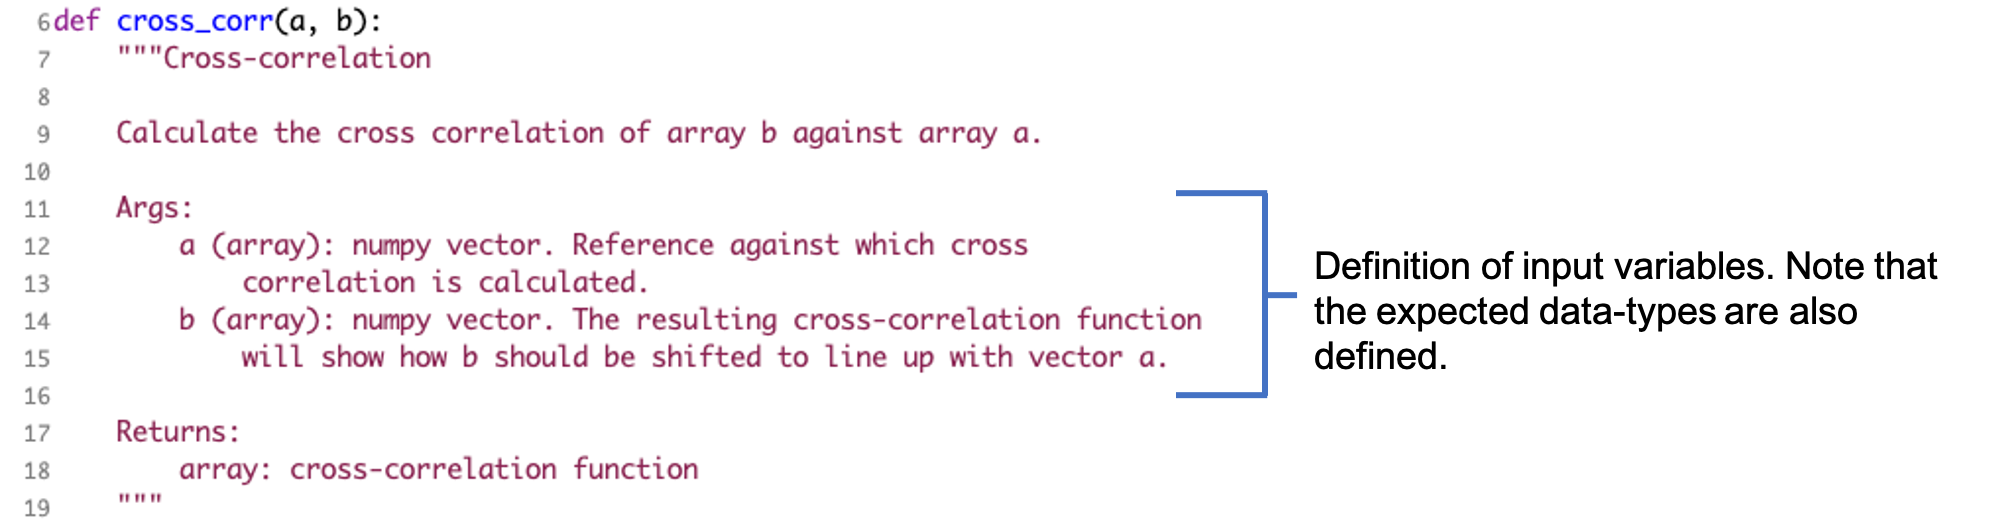 6def cross_corr(a, b):
7 """Cross-correlation
8
9 Calculate the cross correlation of array b against array a.
10
11 Args:
12 a (array): numpy vector. Reference against which cross
13 correlation is calculated.
14 b (array): numpy vector. The resulting cross-correlation function
15 will show how b should be shifted to line up with vector a.
16
17 Returns:
18 array: cross-correlation function
19 """
Definition of input variables. Note that
the expected data-types are also
defined.